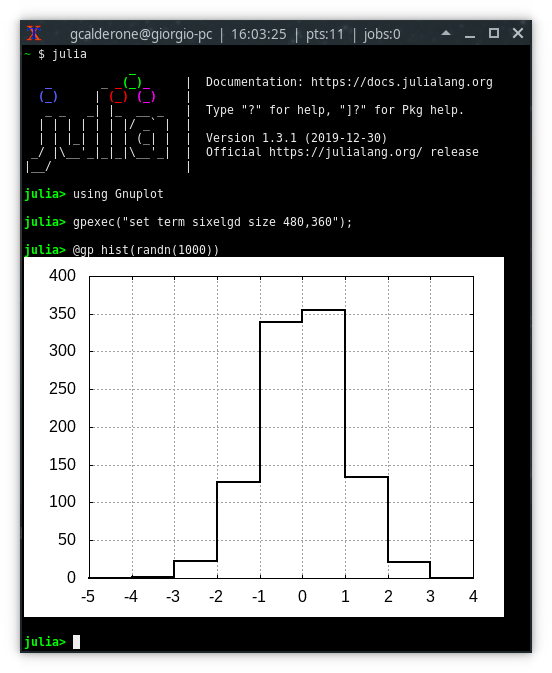 gcalderone@giorgio-pc | 16:03:25 | pts:11 | jobs:0
~ $ julia
Documentation: https://docs.julialang.org
Type "?" for help, "]?" for Pkg help.
Version 1.3.1 (2019-12-30)
Official https://julialang.org/ release
julia> using Gnuplot
julia> gpexec("set term sixelgd size 480,360");
julia> @gp hist(randn(1000))
400
350
300
250
200
150
100
50
0
-5 -4 -3 -2 -1 0 1 2 3 4
julia>